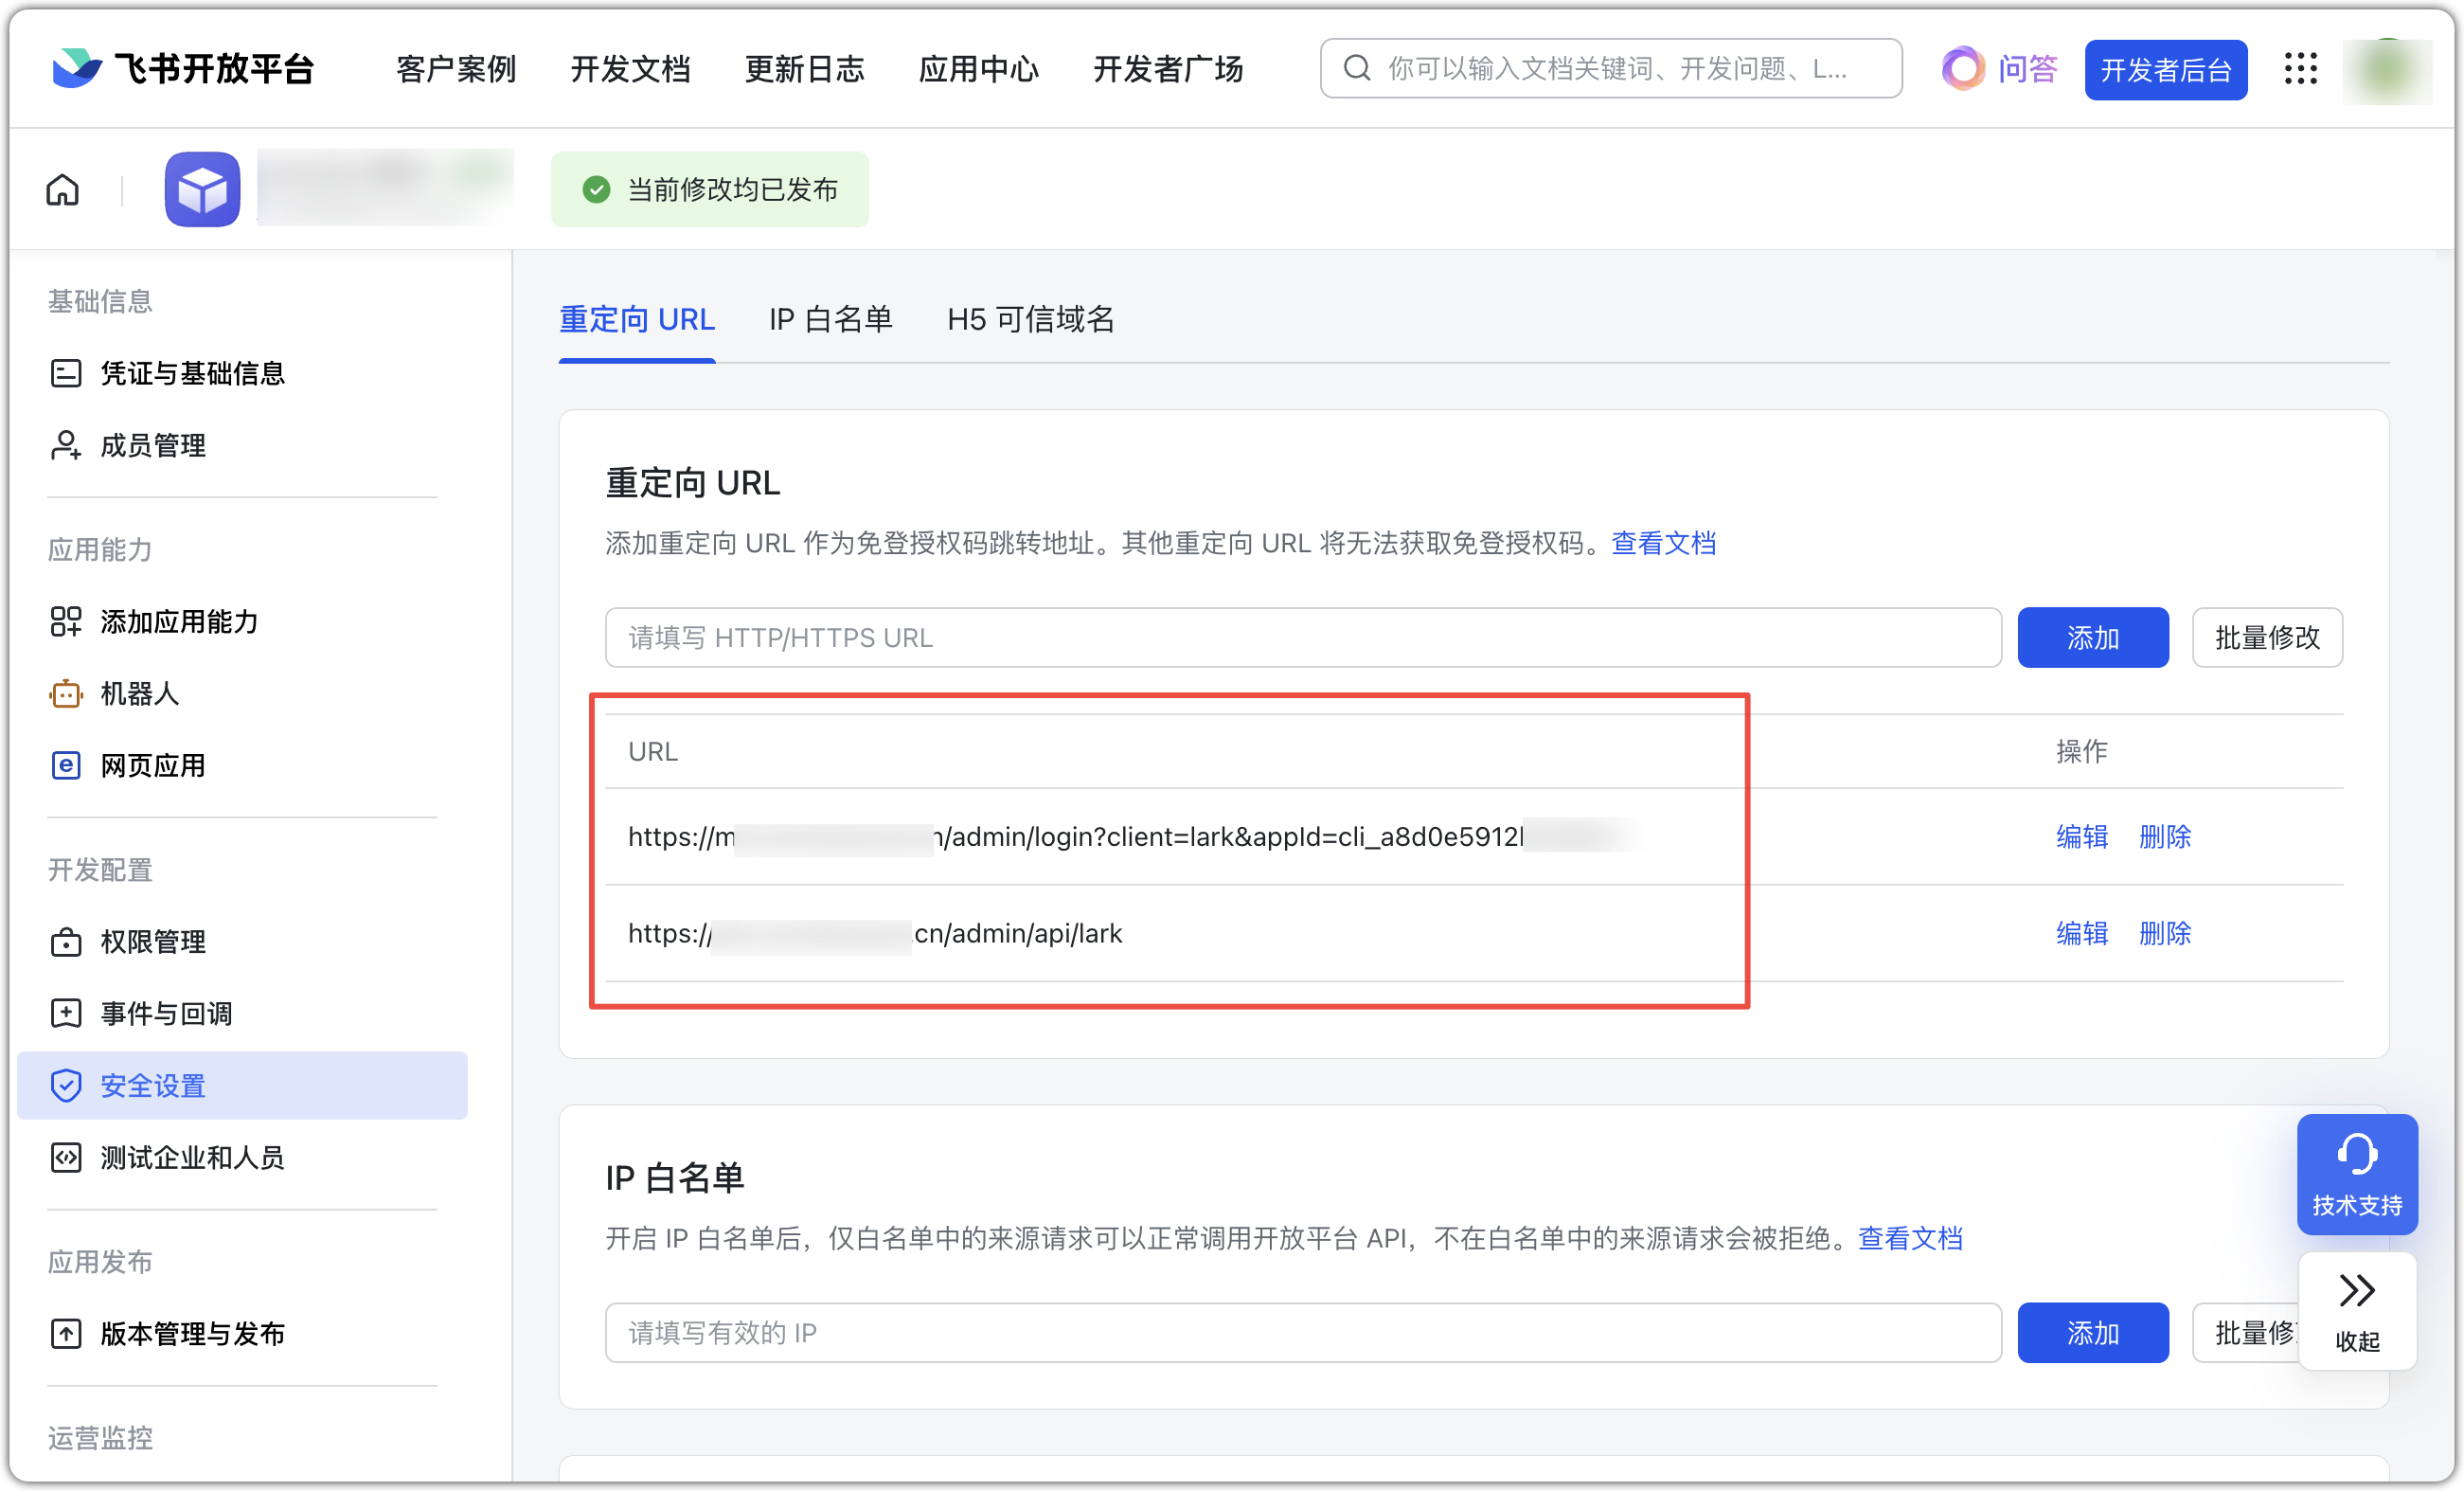 飞书开放平台 客户案例 开发文档 更新日志 应用中心 开发者广场 你可以输入文档关键词、开发问题、L... 问答 开发者后台
当前修改均已发布
基础信息
凭证与基础信息
成员管理
应用能力
添加应用能力
机器人
网页应用
开发配置
权限管理
事件与回调
安全设置
测试企业和人员
应用发布
版本管理与发布
运营监控
重定向 URL IP 白名单 H5 可信域名
重定向 URL
添加重定向 URL 作为免登授权码跳转地址。其他重定向 URL 将无法获取免登授权码。查看文档
请填写 HTTP/HTTPS URL 添加 批量修改
URL 操作
https://m /admin/login?client=lark&appId=cli_a8d0e5912 编辑 删除
https:// .cn/admin/api/lark 编辑 删除
IP 白名单
开启 IP 白名单后，仅白名单中的来源请求可以正常调用开放平台 API，不在白名单中的来源请求会被拒绝。查看文档
请填写有效的 IP 添加 批量修
技术支持
收起